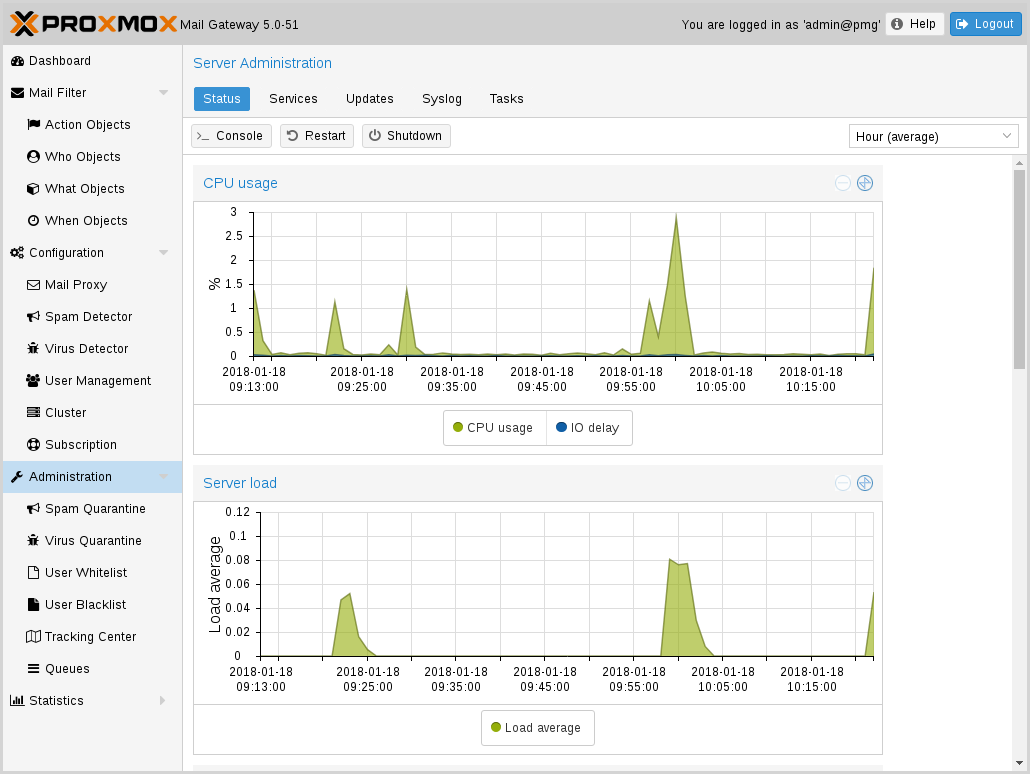 PROXMOX Mail Gateway 5.0-51
You are logged in as 'admin@pmg'
Help
Logout
Dashboard
Mail Filter
Action Objects
Who Objects
What Objects
When Objects
Configuration
Mail Proxy
Spam Detector
Virus Detector
User Management
Cluster
Subscription
Administration
Spam Quarantine
Virus Quarantine
User Whitelist
User Blacklist
Tracking Center
Queues
Statistics
Server Administration
Status Services Updates Syslog Tasks
Console Restart Shutdown
Hour (average)
CPU usage
3
2.5
2
1.5
1
0.5
0
%
2018-01-18 2018-01-18 2018-01-18 2018-01-18 2018-01-18 2018-01-18 2018-01-18
09:13:00 09:25:00 09:35:00 09:45:00 09:55:00 10:05:00 10:15:00
CPU usage IO delay
Server load
0.12
0.1
0.08
0.06
0.04
0.02
0
Load average
2018-01-18 2018-01-18 2018-01-18 2018-01-18 2018-01-18 2018-01-18 2018-01-18
09:13:00 09:25:00 09:35:00 09:45:00 09:55:00 10:05:00 10:15:00
Load average